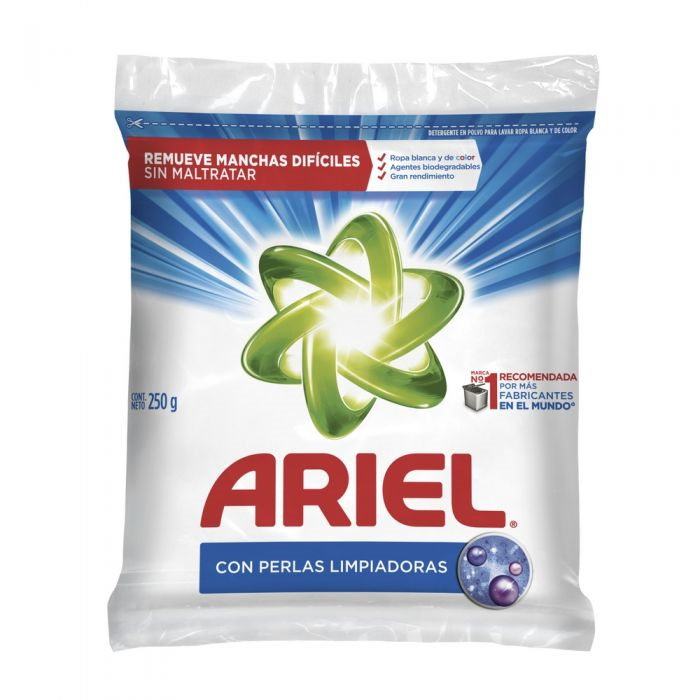 DETERGENTE EN POLVO PARA LAVAR ROPA BLANCA Y DE COLOR
REMUEVE MANCHAS DIFÍCILES
SIN MALTRATAR
Ropa blanca y de color
Agentes biodegradables
Gran rendimiento
CONT.
NETO 250 g
MARCA
Nº1
RECOMENDADA
POR MÁS
FABRICANTES
EN EL MUNDO
ARIEL®
CON PERLAS LIMPIADORAS